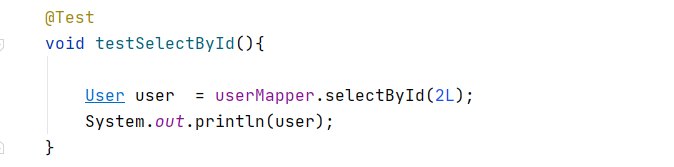 @Test
void testSelectById(){
User user  = userMapper.selectById(2L);
System.out.println(user);
}